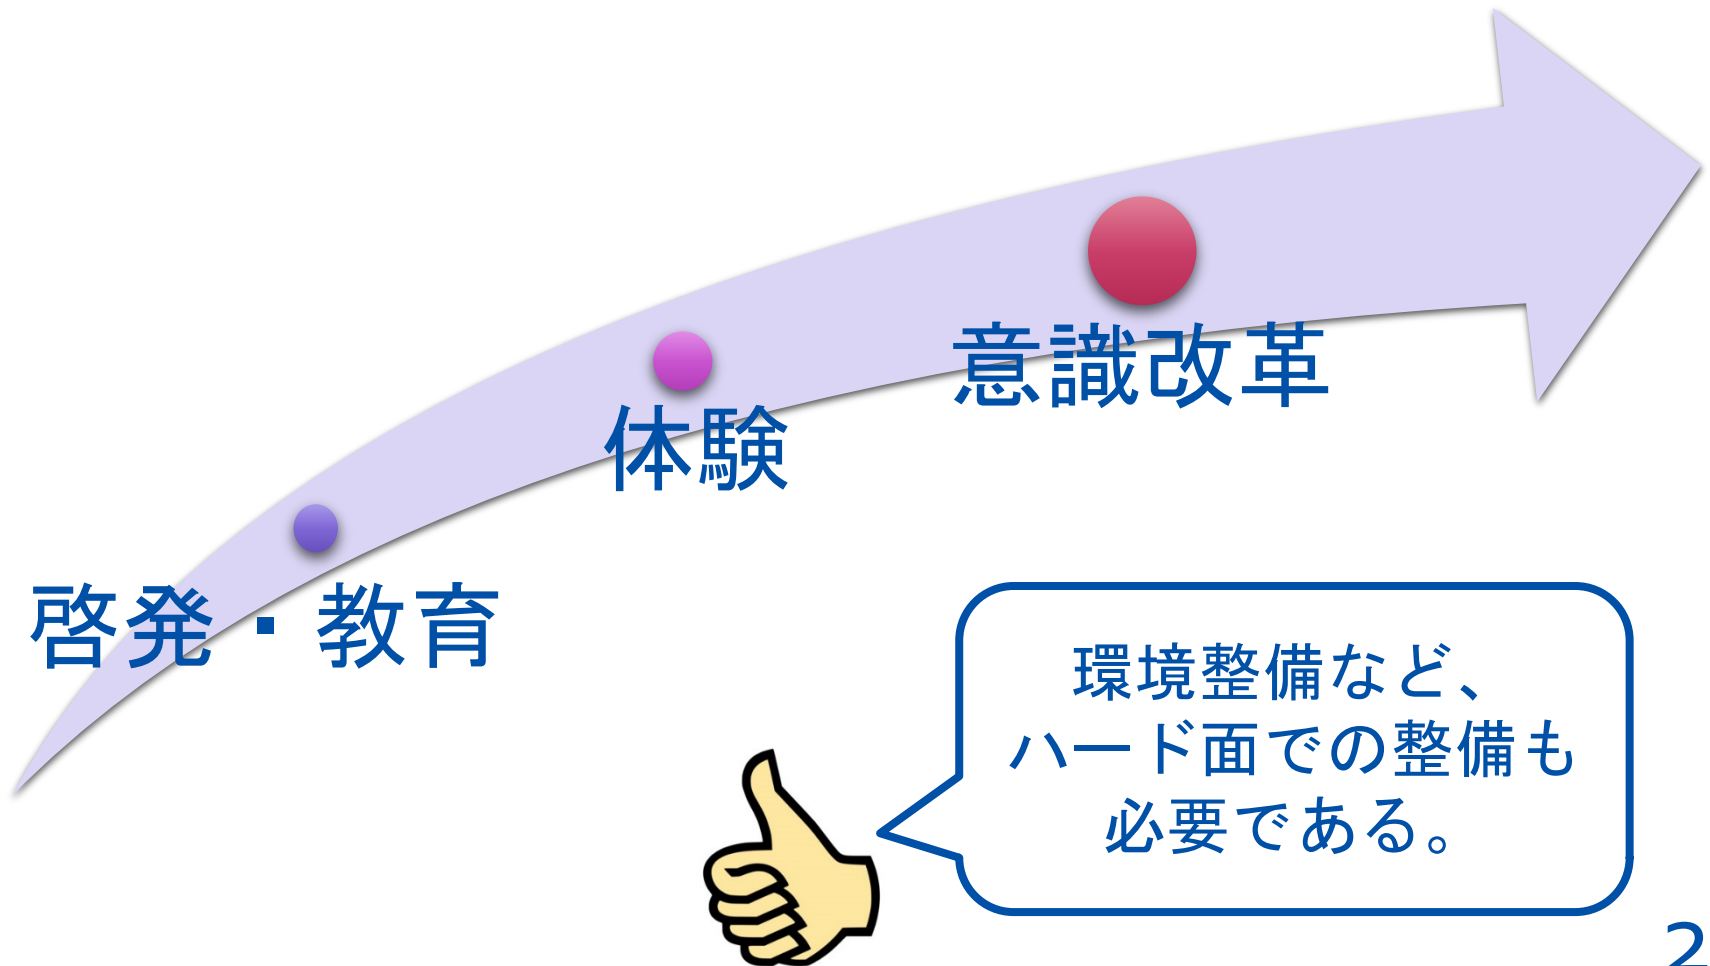 意識改革
体験
啓発・教育
環境整備など、
ハード面での整備も
必要である。
2